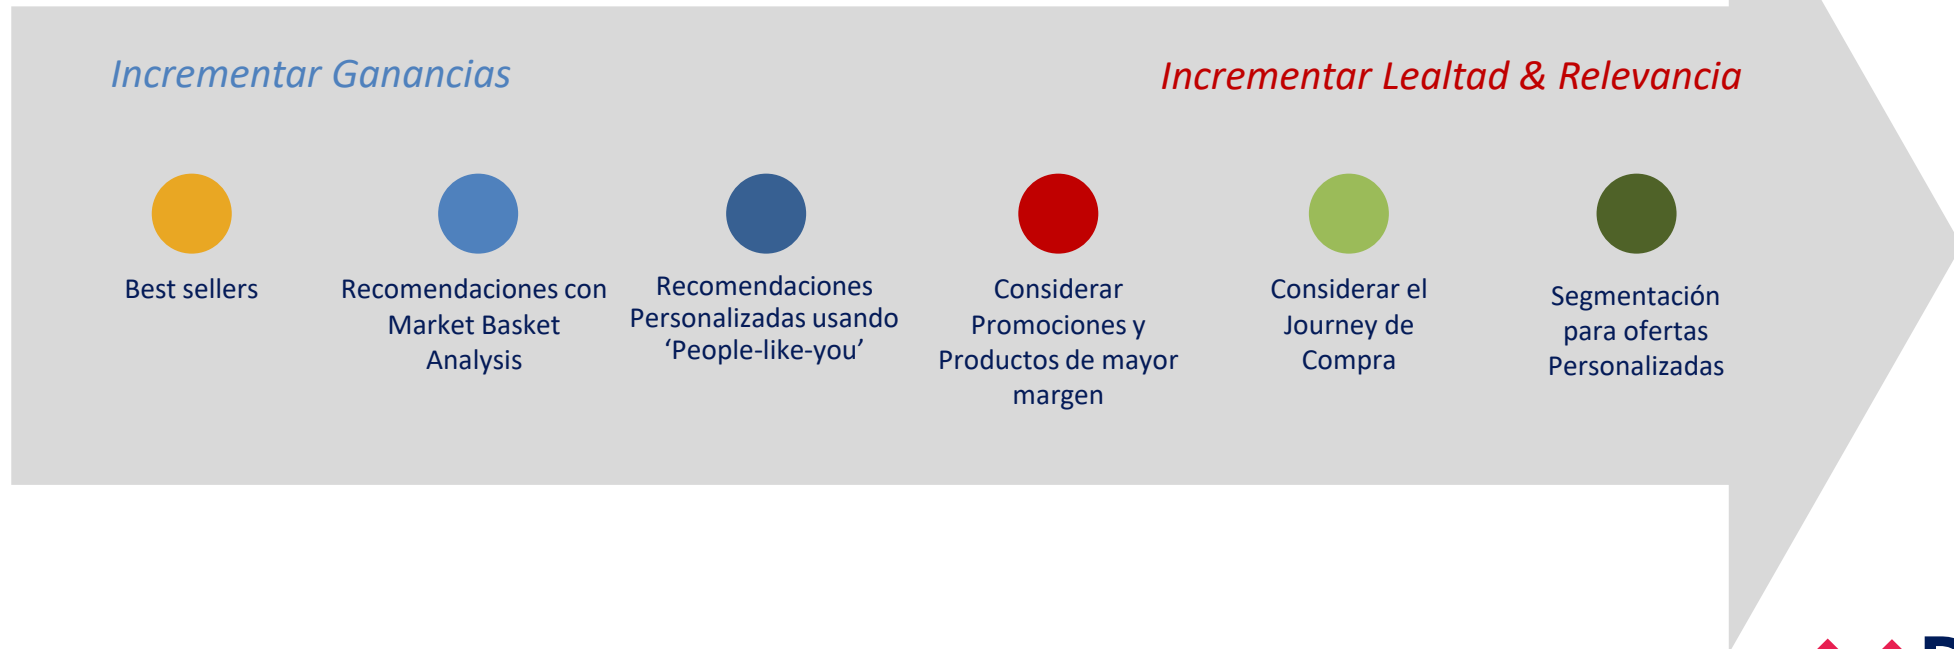 Incrementar Ganancias
Incrementar Lealtad & Relevancia
Best sellers
Recomendaciones con
Market Basket
Analysis
Recomendaciones
Personalizadas usando
‘People-like-you’
Considerar
Promociones y
Productos de mayor
margen
Considerar el
Journey de
Compra
Segmentación
para ofertas
Personalizadas